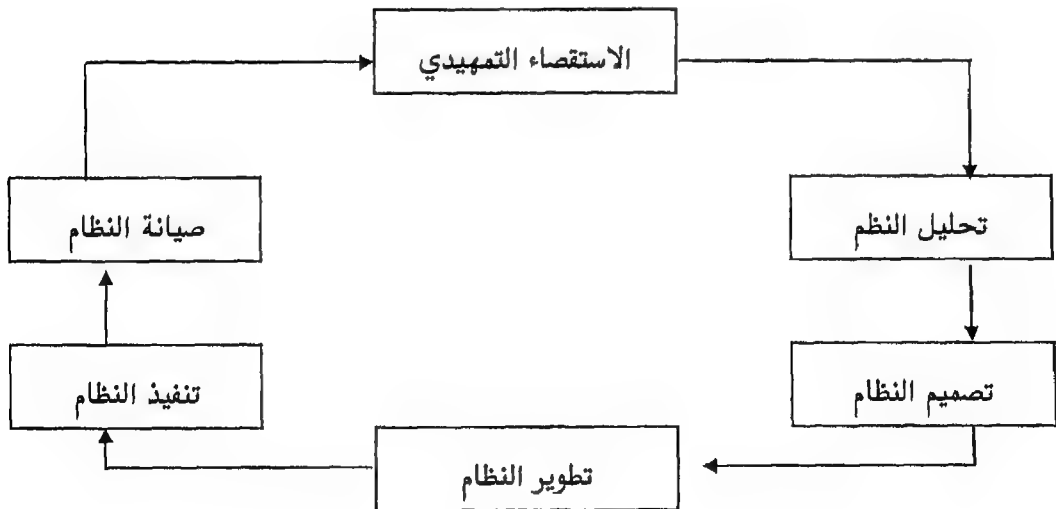 الاستقصاء التمهيدي
تحليل النظم
تصميم النظام
تطوير النظام
تنفيذ النظام
صيانة النظام